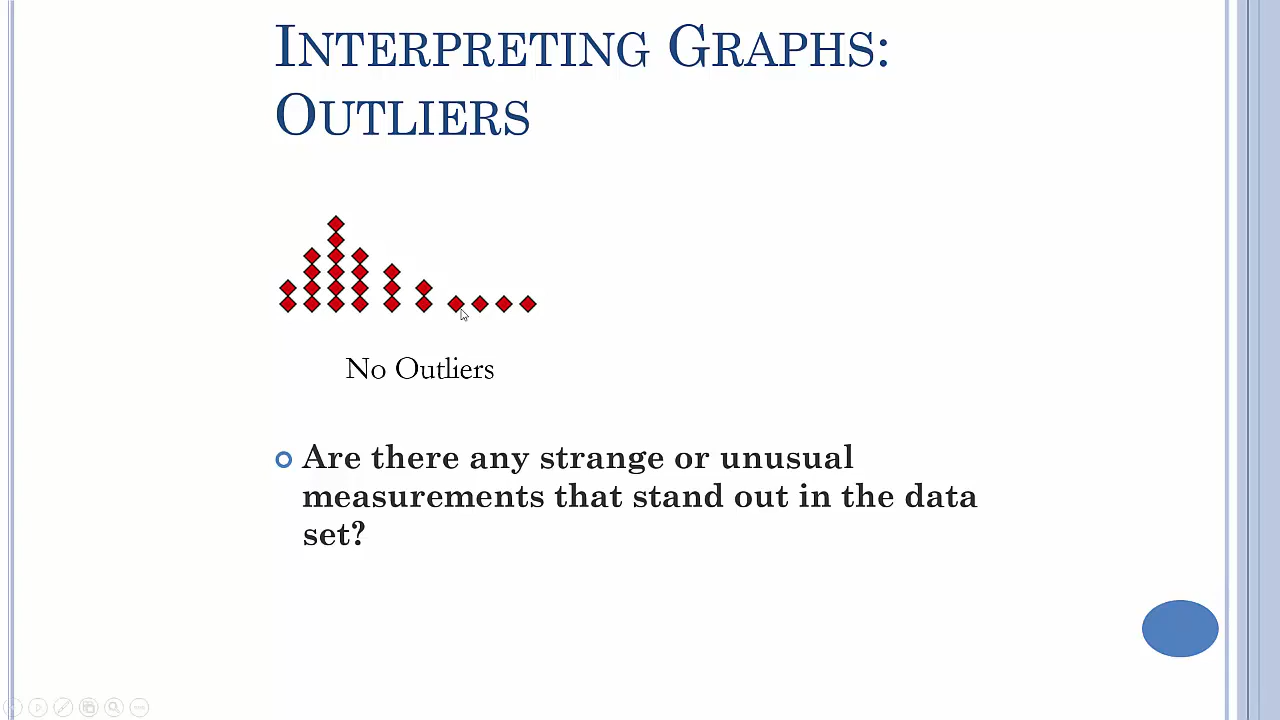 INTERPRETING GRAPHS:
OUTLIERS
No Outliers
Are there any strange or unusual
measurements that stand out in the data
set?